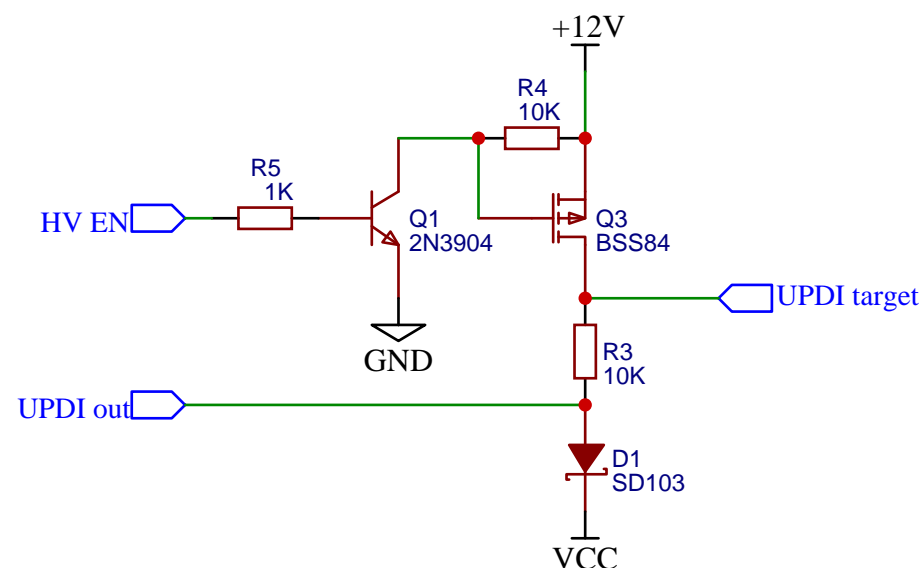 +12V
R4
10K
R5
1K
HV EN
Q1
2N3904
Q3
BSS84
UPDI target
GND
R3
10K
UPDI out
D1
SD103
VCC